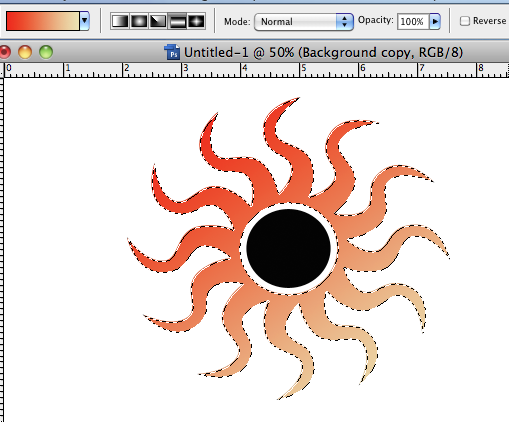 Mode: Normal Opacity: 100% Reverse
Ps Untitled-1 @ 50% (Background copy, RGB/8)
0 1 2 3 4 5 6 7 8